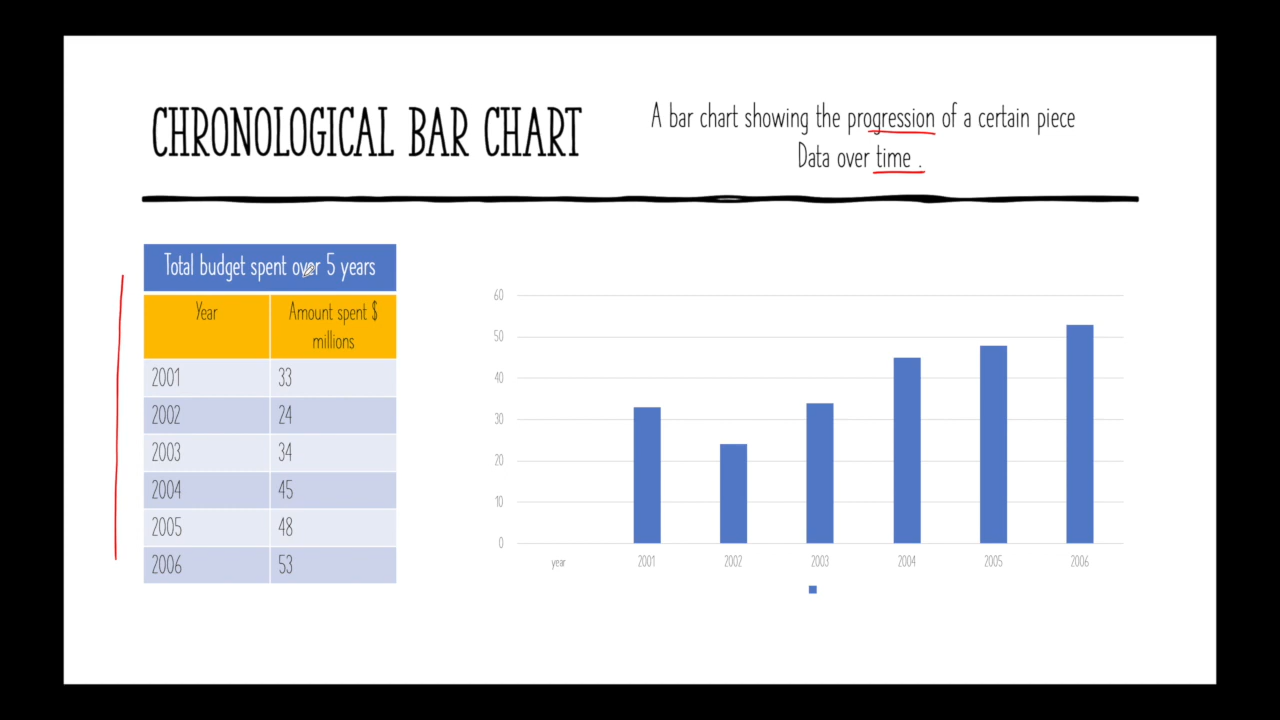 CHRONOLOGICAL BAR CHART
A bar chart showing the progression of a certain piece
Data over time .
Total budget spent over 5 years
Year Amount spent $
millions
2001 33
2002 24
2003 34
2004 45
2005 48
2006 53
60
50
40
30
20
10
0
year 2001 2002 2003 2004 2005 2006